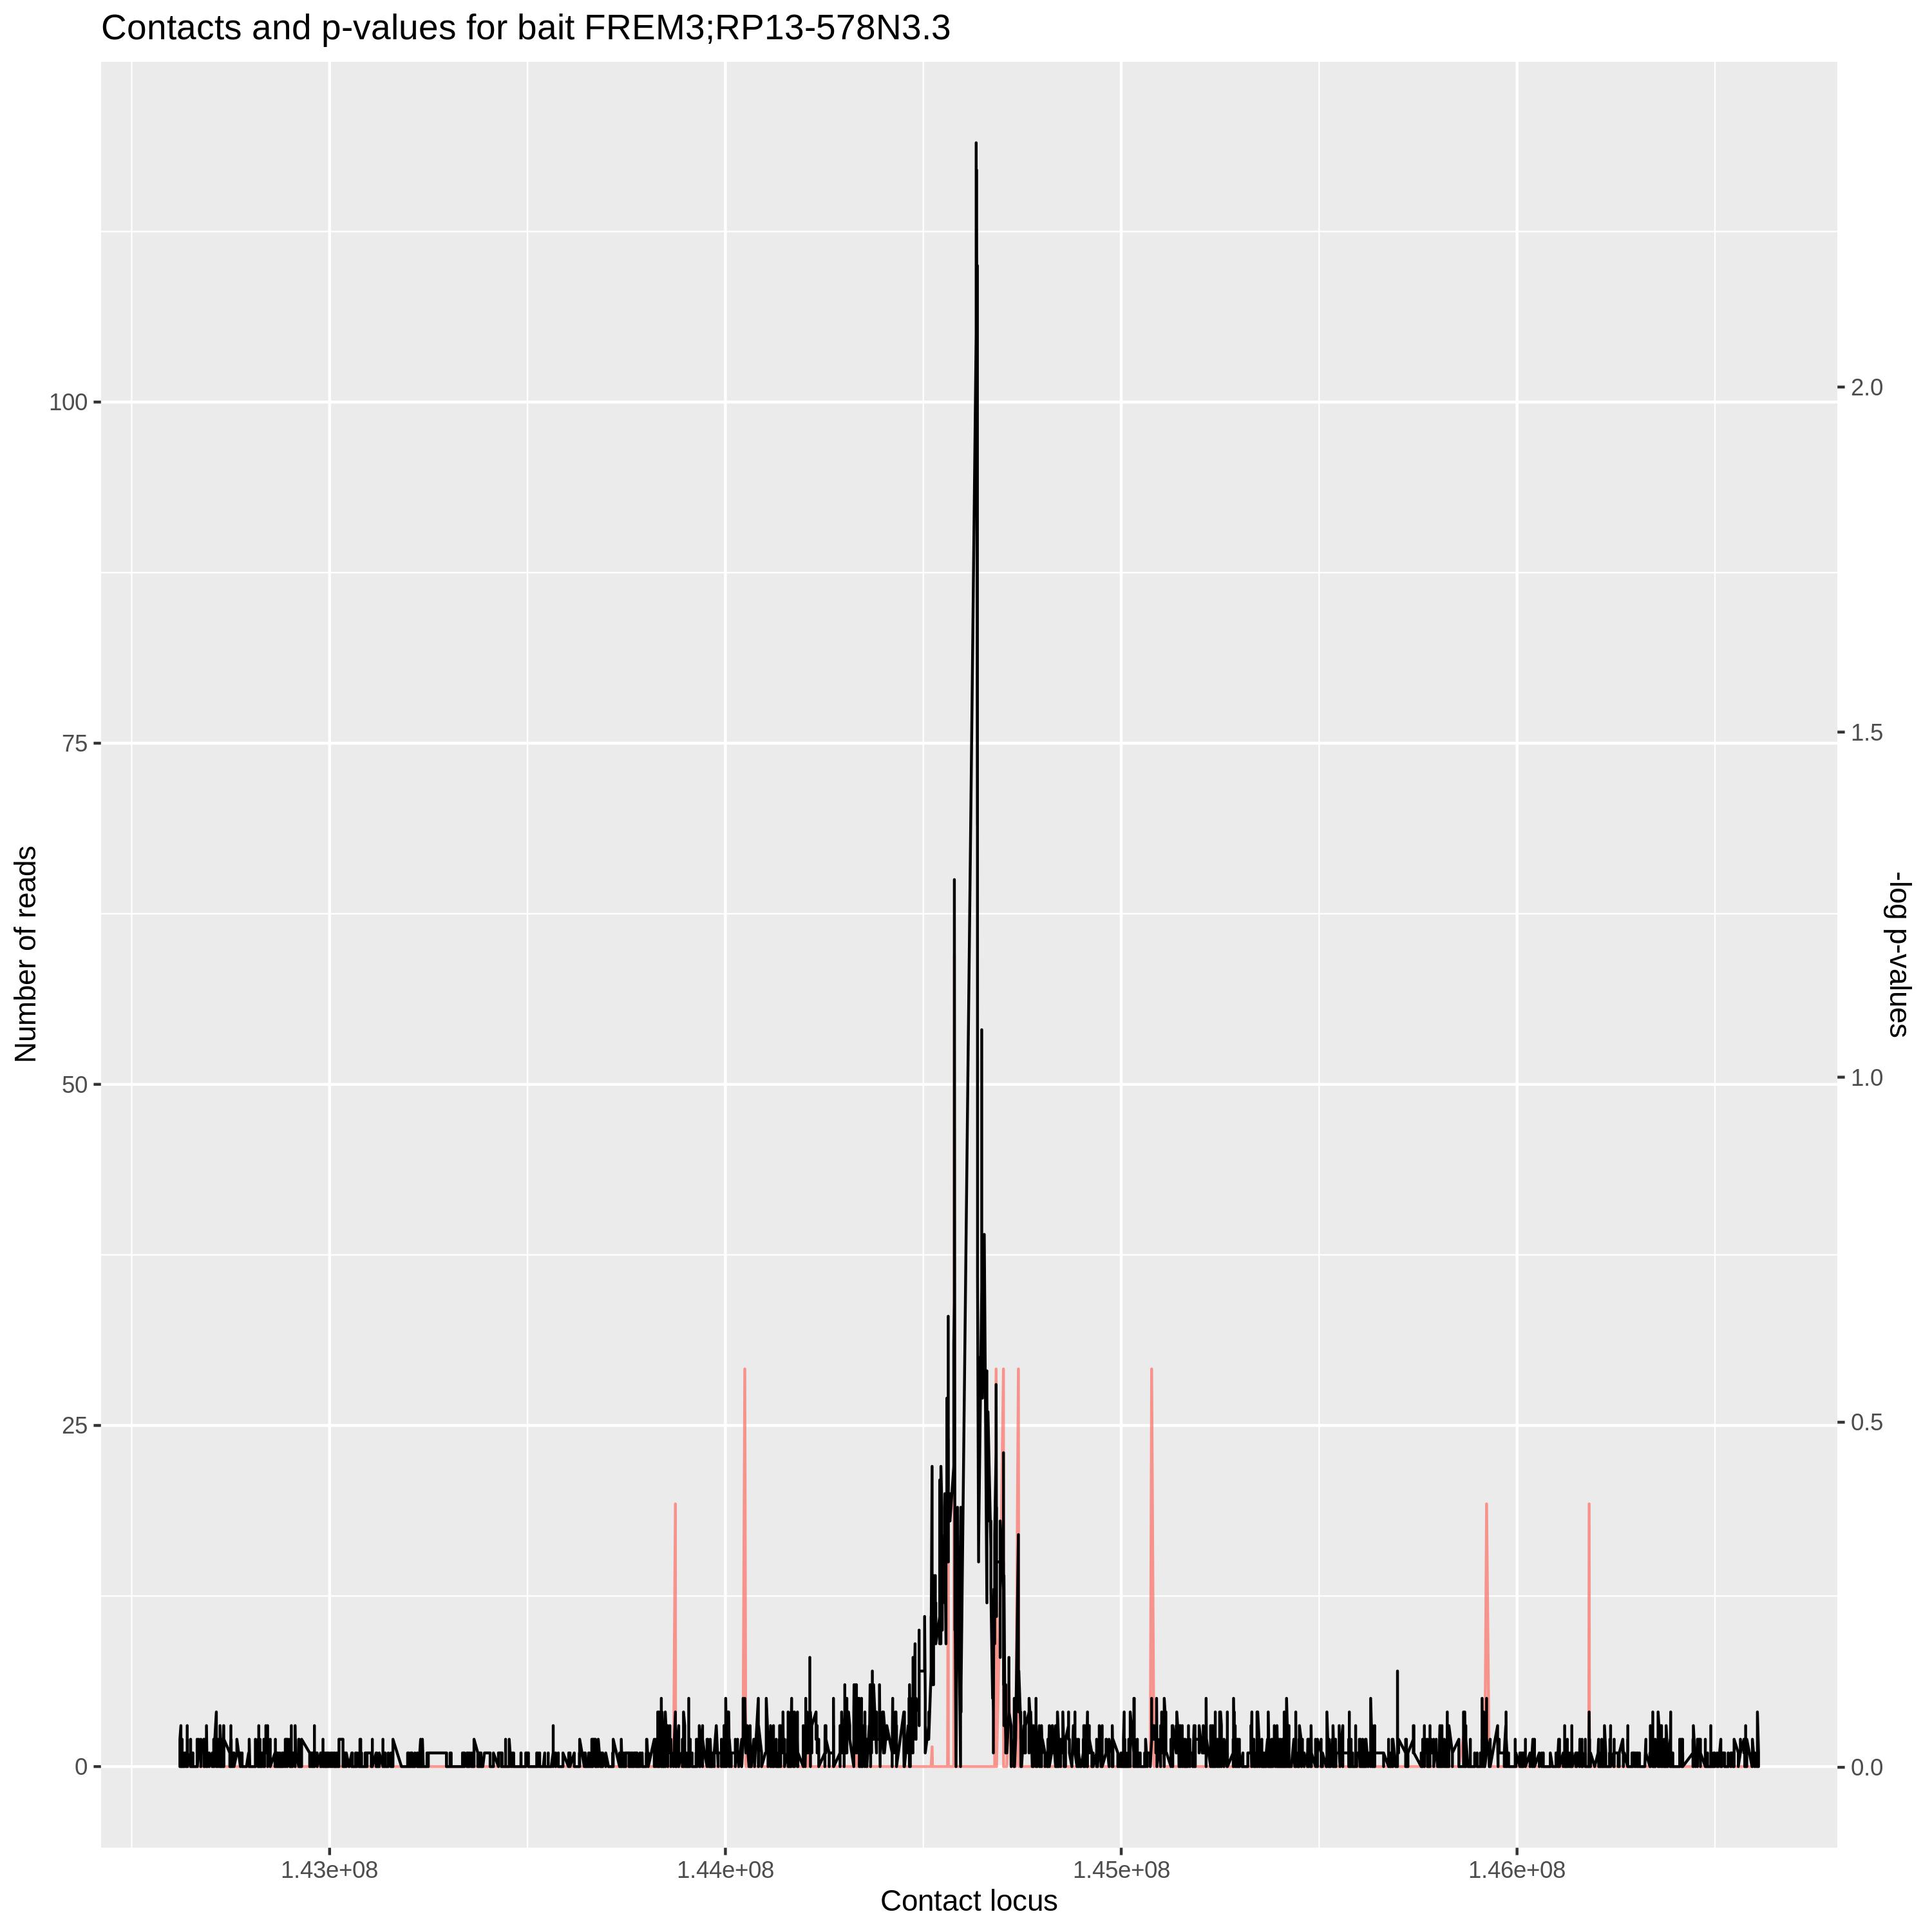 Contacts and p-values for bait FREM3;RP13-578N3.3
100
75
50
25
0
Number of reads
2.0
1.5
1.0
0.5
0.0
-log p-values
1.43e+08
1.44e+08
1.45e+08
1.46e+08
Contact locus